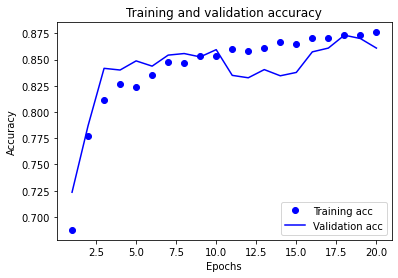 Training and validation accuracy
0.875
0.850
0.825
0.800
0.775
0.750
0.725
0.700
Accuracy
Training acc
Validation acc
2.5 5.0 7.5 10.0 12.5 15.0 17.5 20.0
Epochs